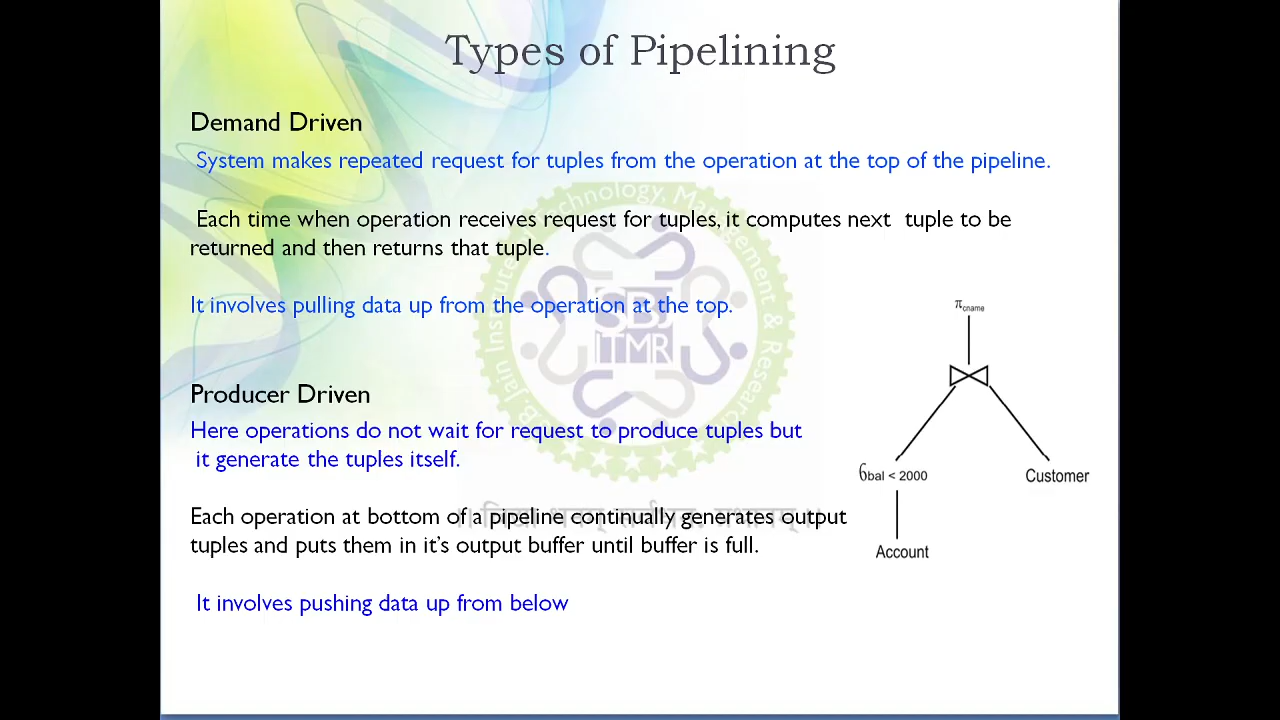 Types of Pipelining
Demand Driven
System makes repeated request for tuples from the operation at the top of the pipeline.
Each time when operation receives request for tuples, it computes next tuple to be
returned and then returns that tuple.
It involves pulling data up from the operation at the top.
Producer Driven
Here operations do not wait for request to produce tuples but
it generate the tuples itself.
Each operation at bottom of a pipeline continually generates output
tuples and puts them in it's output buffer until buffer is full.
It involves pushing data up from below
π cname
6bal < 2000
Customer
Account
SBJ
ITMR